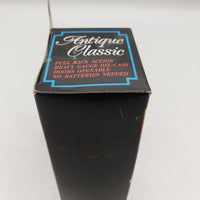 Antique
Classic
PULL BACK ACTION
HEAVY GAUGE DIE-CAST
DOORS OPENABLE
NO BATTERIES NEEDED